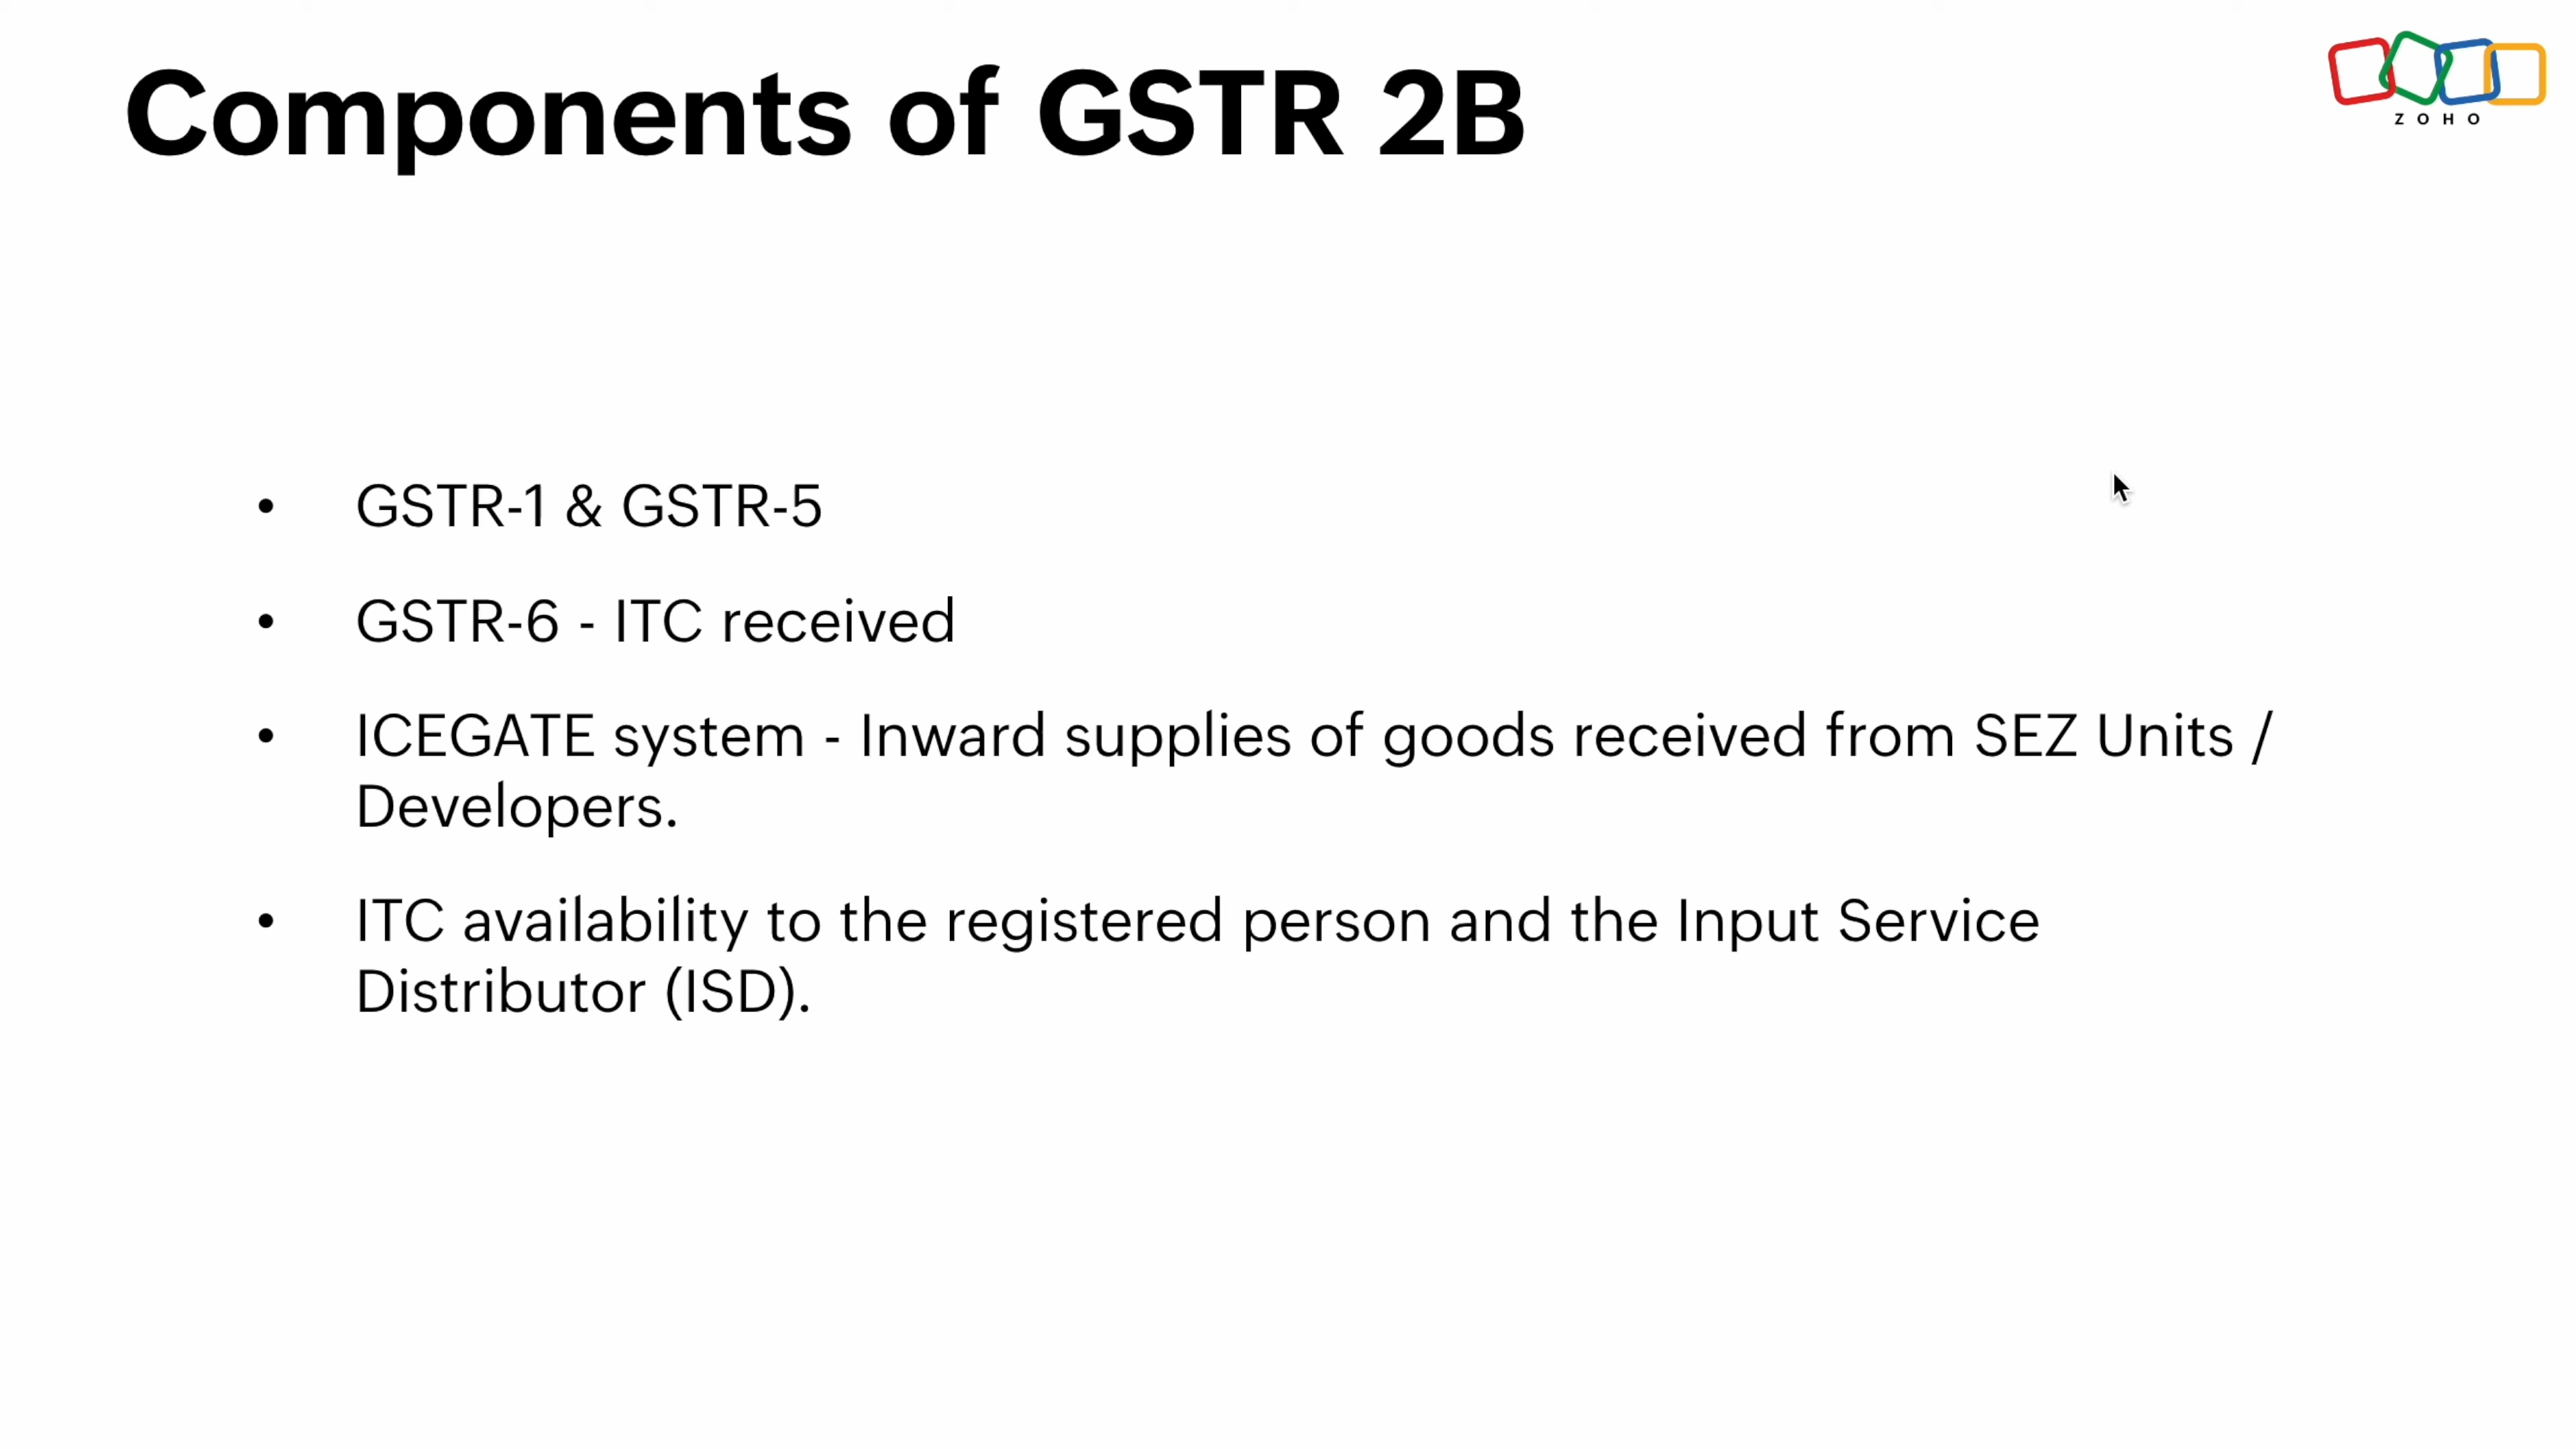 Components of GSTR 2B
ZOHO
• GSTR-1 & GSTR-5
• GSTR-6 - ITC received
• ICEGATE system - Inward supplies of goods received from SEZ Units /
Developers.
• ITC availability to the registered person and the Input Service
Distributor (ISD).